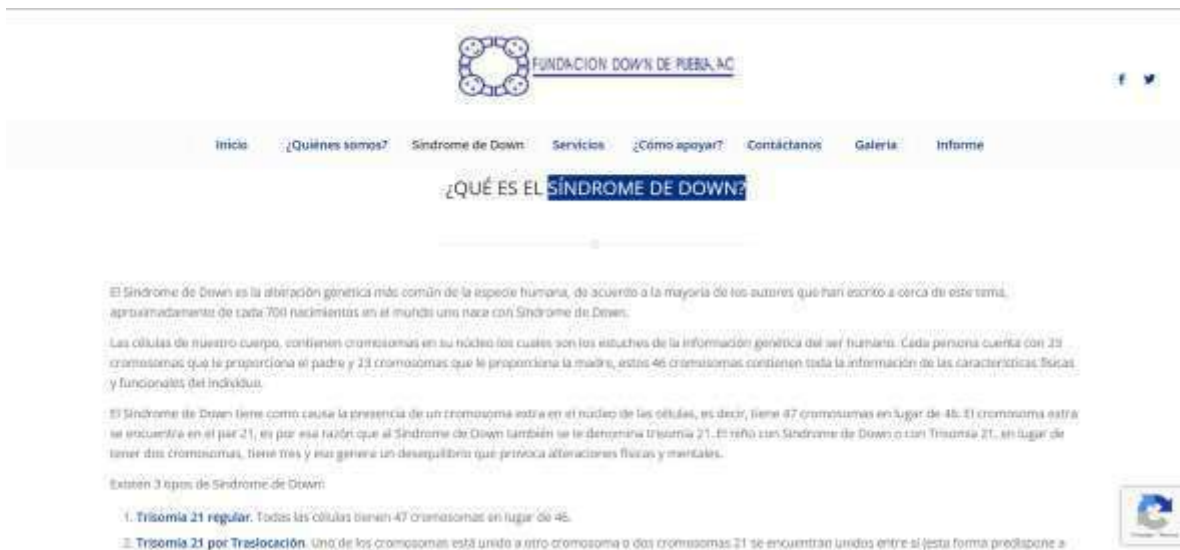 FUNDACION DOWN DE PUEBLA, AC
Inicio ¿Quiénes somos? Síndrome de Down Servicios ¿Cómo apoyar? Contáctanos Galería Informe
¿QUÉ ES EL SÍNDROME DE DOWN?
El Síndrome de Down es la alteración genética más común de la especie humana, de acuerdo a la mayoría de los autores que han escrito a cerca de este tema,
aproximadamente de cada 700 nacimientos en el mundo uno nace con Síndrome de Down.
Las células de nuestro cuerpo, contienen cromosomas en su núcleo los cuales son los estuches de la información genética del ser humano. Cada persona cuenta con 23
cromosomas que le proporciona el padre y 23 cromosomas que le proporciona la madre, estos 46 cromosomas contienen toda la información de las características físicas
y funcionales del individuo.
El Síndrome de Down tiene como causa la presencia de un cromosoma extra en el núcleo de las células, es decir, tiene 47 cromosomas en lugar de 46. El cromosoma extra
se encuentra en el par 21, es por esa razón que al Síndrome de Down también se le denomina trisomía 21. El niño con Síndrome de Down o con Trisomía 21, en lugar de
tener dos cromosomas, tiene tres y eso genera un desequilibrio que provoca alteraciones físicas y mentales.
Existen 3 tipos de Síndrome de Down:
1. Trisomía 21 regular. Todas las células tienen 47 cromosomas en lugar de 46.
2. Trisomía 21 por Traslocación. Uno de los cromosomas está unido a otro cromosoma o dos cromosomas 21 se encuentran unidos entre sí (esta forma predispone a